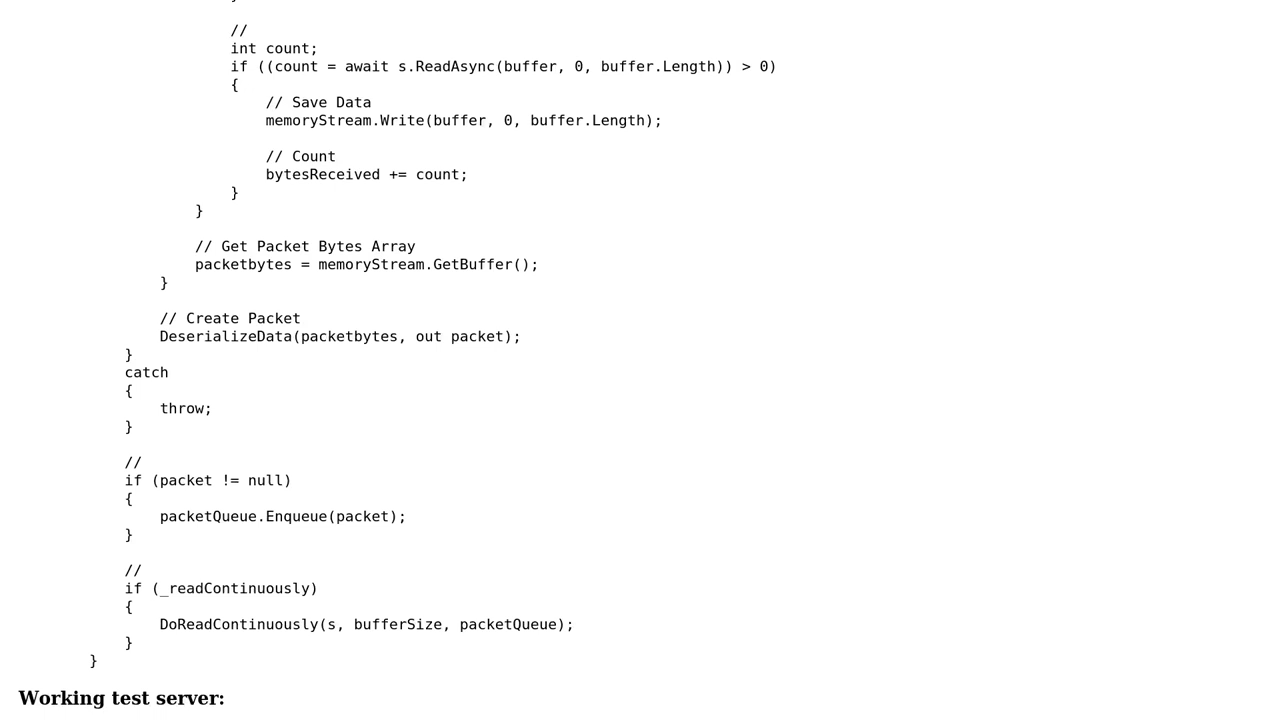 //
int count;
if ((count = await s.ReadAsync(buffer, 0, buffer.Length)) > 0)
{
// Save Data
memoryStream.Write(buffer, 0, buffer.Length);
// Count
bytesReceived += count;
}
}
// Get Packet Bytes Array
packetbytes = memoryStream.GetBuffer();
}
// Create Packet
DeserializeData(packetbytes, out packet);
}
catch
{
throw;
}
//
if (packet != null)
{
packetQueue.Enqueue(packet);
}
//
if (_readContinuously)
{
DoReadContinuously(s, bufferSize, packetQueue);
}
}
Working test server: